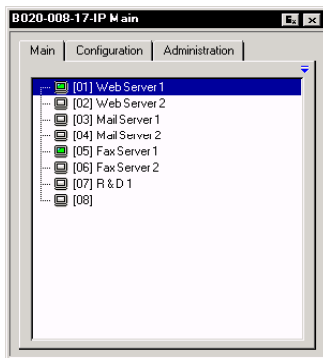 B020-008-17-IP Main
Main Configuration Administration
[01] Web Server 1
[02] Web Server 2
[03] Mail Server 1
[04] Mail Server 2
[05] Fax Server 1
[06] Fax Server 2
[07] R & D 1
[08]